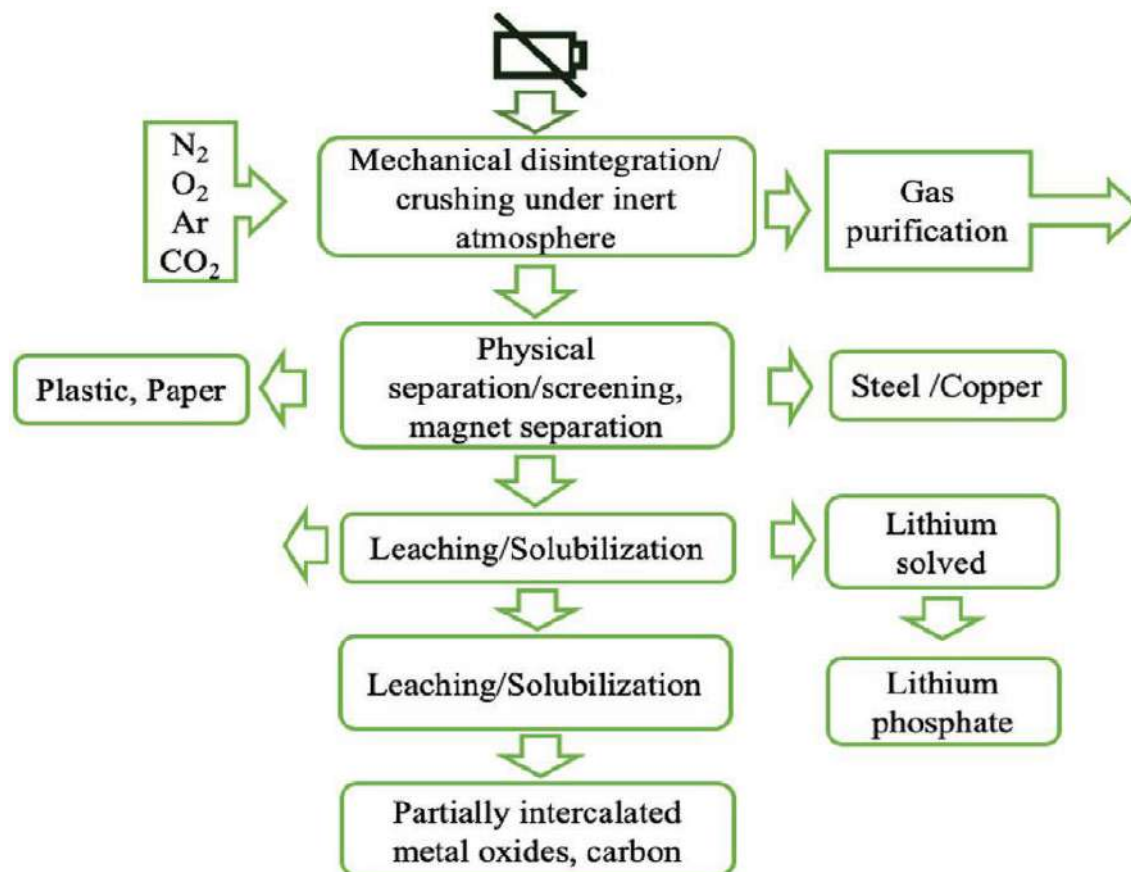 N₂
O₂
Ar
CO₂
Mechanical disintegration/
crushing under inert
atmosphere
Gas
purification
Plastic, Paper
Physical
separation/screening,
magnet separation
Steel /Copper
Leaching/Solubilization
Lithium
solved
Leaching/Solubilization
Lithium
phosphate
Partially intercalated
metal oxides, carbon